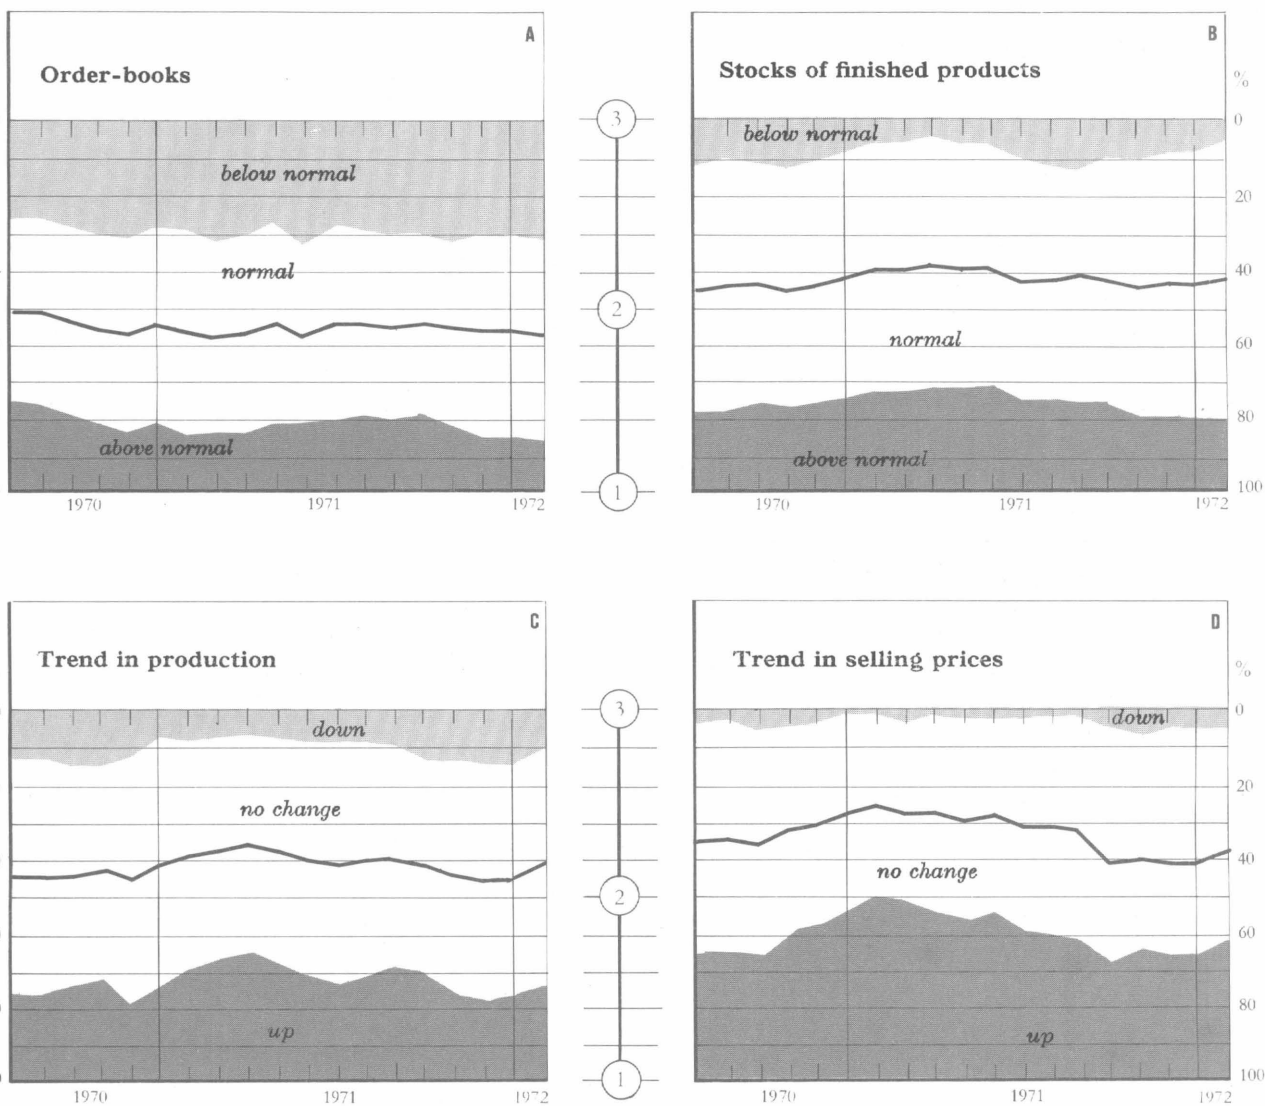 A
Order-books
below normal
normal
above normal
1970 1971 1972
3
2
1
B
Stocks of finished products
%
below normal
normal
above normal
0
20
40
60
80
100
1970 1971 1972
C
Trend in production
down
no change
up
1970 1971 1972
3
2
1
D
Trend in selling prices
%
down
no change
up
0
20
40
60
80
100
1970 1971 1972